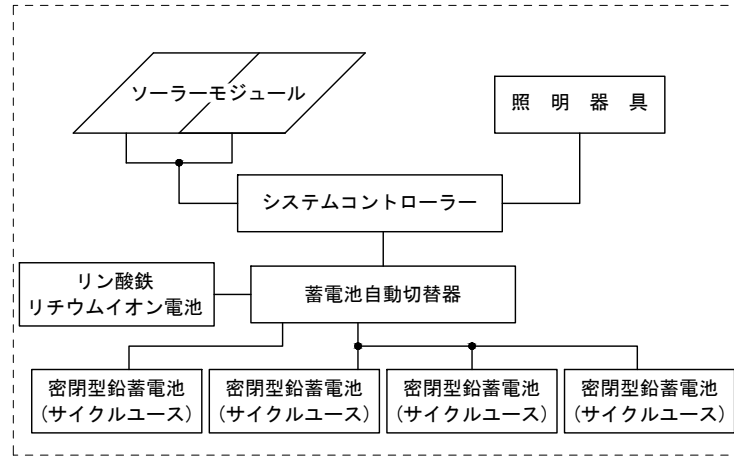 ソーラーモジュール
照　明　器　具
システムコントローラー
リン酸鉄
リチウムイオン電池
蓄電池自動切替器
密閉型鉛蓄電池
(サイクルユース)
密閉型鉛蓄電池
(サイクルユース)
密閉型鉛蓄電池
(サイクルユース)
密閉型鉛蓄電池
(サイクルユース)